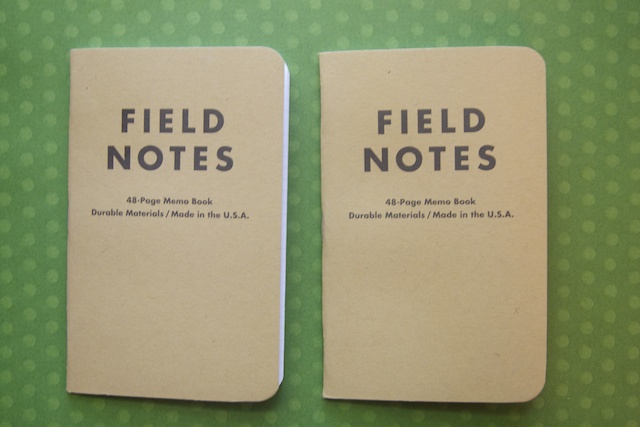 FIELD
NOTES
48-Page Memo Book
Durable Materials / Made in the U.S.A.
FIELD
NOTES
48-Page Memo Book
Durable Materials / Made in the U.S.A.